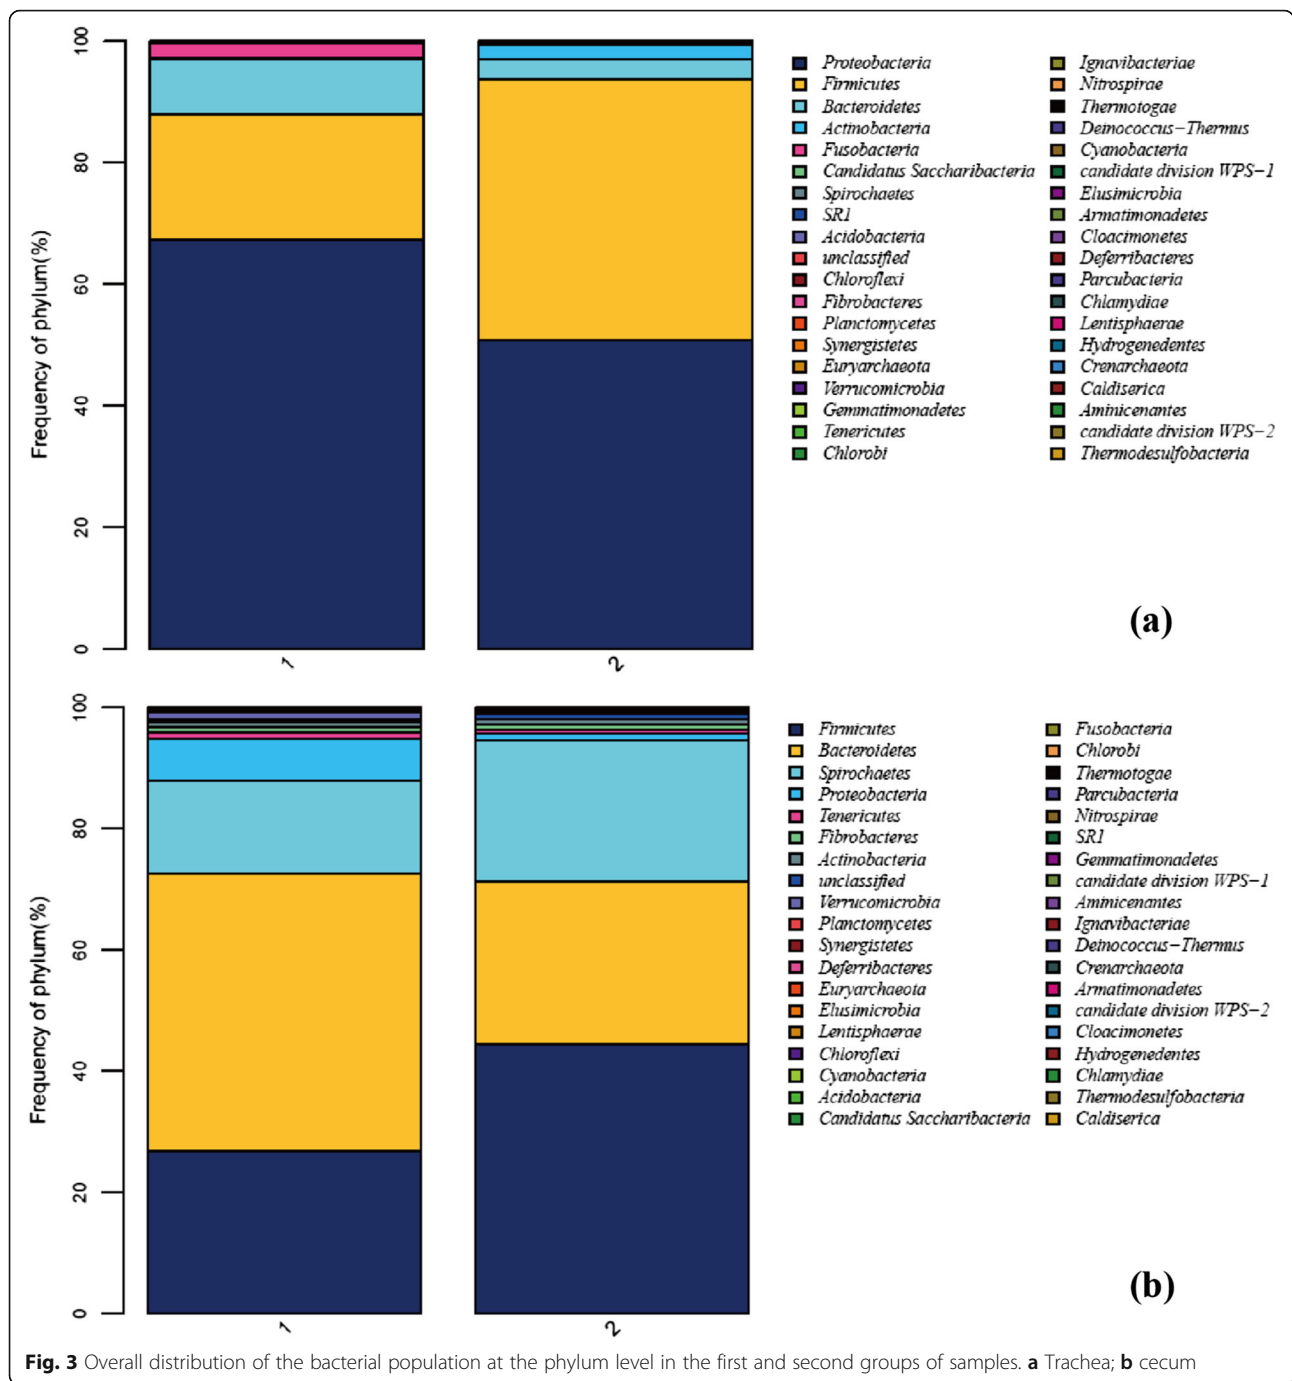 Frequency of phylum(%)
100
80
60
40
20
0
1
2
Proteobacteria
Firmicutes
Bacteroidetes
Actinobacteria
Fusobacteria
Candidatus Saccharibacteria
Spirochaetes
SR1
Acidobacteria
unclassified
Chloroflexi
Fibrobacteres
Planctomycetes
Synergistetes
Euryarchaeota
Verrucomicrobia
Gemmatimonadetes
Tenericutes
Chlorobi
Ignavibacteriae
Nitrospirae
Thermotogae
Deinococcus-Thermus
Cyanobacteria
candidate division WPS-1
Elusimicrobia
Armatimonadetes
Cloacimonetes
Deferribacteres
Parcubacteria
Chlamydiae
Lentisphaerae
Hydrogenedentes
Crenarchaeota
Caldiserica
Aminicenantes
candidate division WPS-2
Thermodesulfobacteria
(a)
Frequency of phylum(%)
100
80
60
40
20
0
1
2
Firmicutes
Bacteroidetes
Spirochaetes
Proteobacteria
Tenericutes
Fibrobacteres
Actinobacteria
unclassified
Verrucomicrobia
Planctomycetes
Synergistetes
Deferribacteres
Euryarchaeota
Elusimicrobia
Lentisphaerae
Chloroflexi
Cyanobacteria
Acidobacteria
Candidatus Saccharibacteria
Fusobacteria
Chlorobi
Thermotogae
Parcubacteria
Nitrospirae
SR1
Gemmatimonadetes
candidate division WPS-1
Aminicenantes
Ignavibacteriae
Deinococcus-Thermus
Crenarchaeota
Armatimonadetes
candidate division WPS-2
Cloacimonetes
Hydrogenedentes
Chlamydiae
Thermodesulfobacteria
Caldiserica
(b)
Fig. 3 Overall distribution of the bacterial population at the phylum level in the first and second groups of samples. a Trachea; b cecum